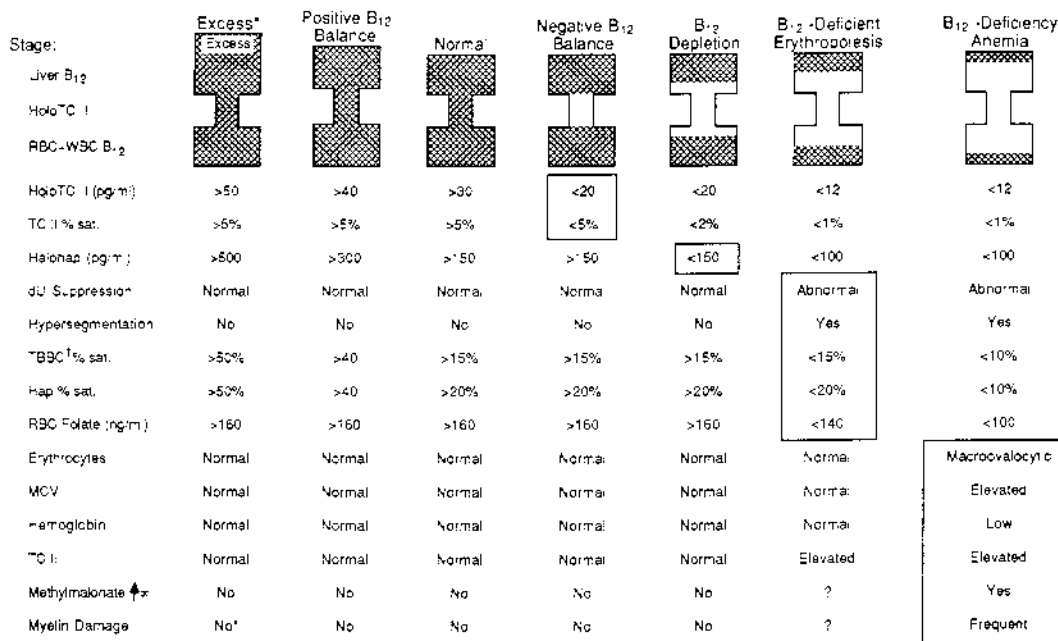 Stage: Excess* Positive B12 Balance Normal Negative B12 Balance B12 Depletion B12-Deficient Erythropoiesis B12-Deficiency Anemia
Excess
Liver B12
HoloTC II
RBC+WBC B12
HoloTC II (pg/ml) >50 >40 >30 <20 <20 <12 <12
TC II % sat. >5% >5% >5% <5% <2% <1% <1%
Holohap (pg/ml) >500 >300 >150 >150 <150 <100 <100
dU Suppression Normal Normal Normal Normal Normal Abnormal Abnormal
Hypersegmentation No No No No No Yes Yes
TBBC†% sat. >50% >40 >15% >15% >15% <15% <10%
Hap % sat. >50% >40 >20% >20% >20% <20% <10%
RBC Folate (ng/ml) >160 >160 >160 >160 >160 <140 <100
Erythrocytes Normal Normal Normal Normal Normal Normal Macroovalocytic
MCV Normal Normal Normal Normal Normal Normal Elevated
Hemoglobin Normal Normal Normal Normal Normal Normal Low
TC II Normal Normal Normal Normal Normal Elevated Elevated
Methylmalonate No No No No No ? Yes
Myelin Damage No* No No No No ? Frequent